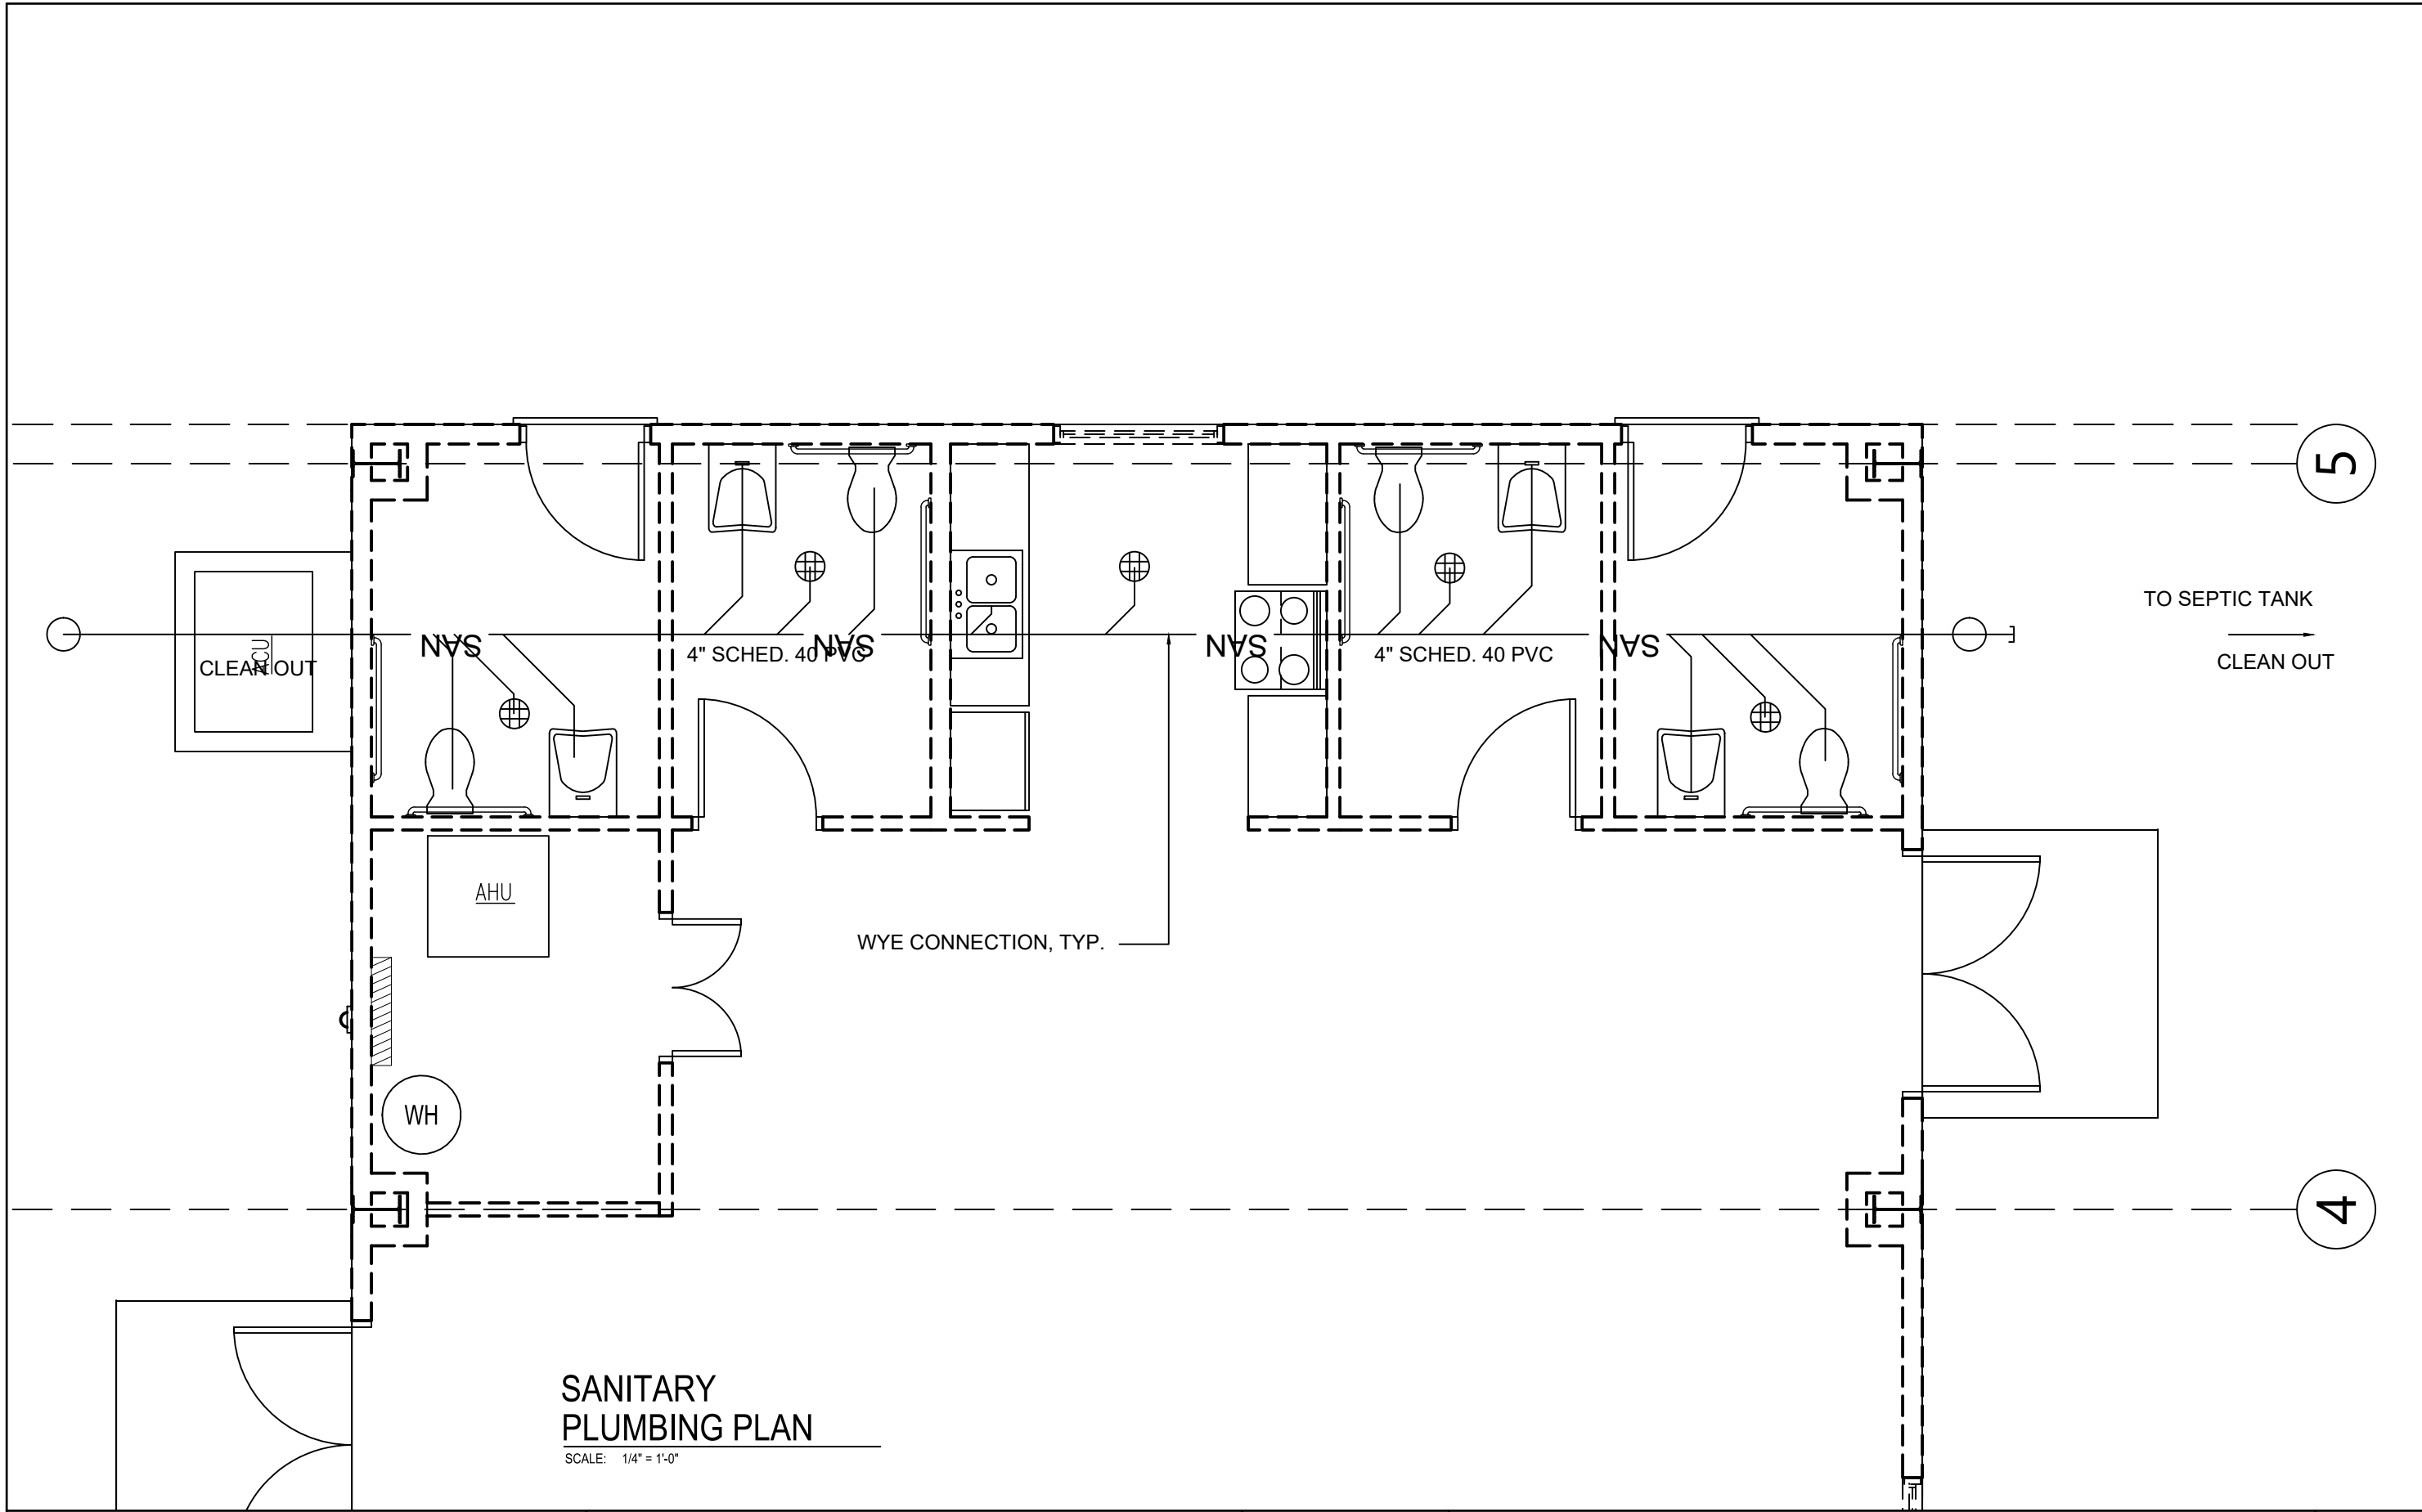 5
TO SEPTIC TANK
SAN
SAN
SAN
SAN
4" SCHED. 40 PVC
4" SCHED. 40 PVC
CLEAN OUT
ACU
CLEAN OUT
AHU
WYE CONNECTION, TYP.
WH
4
SANITARY
PLUMBING PLAN
SCALE: 1/4" = 1'-0"